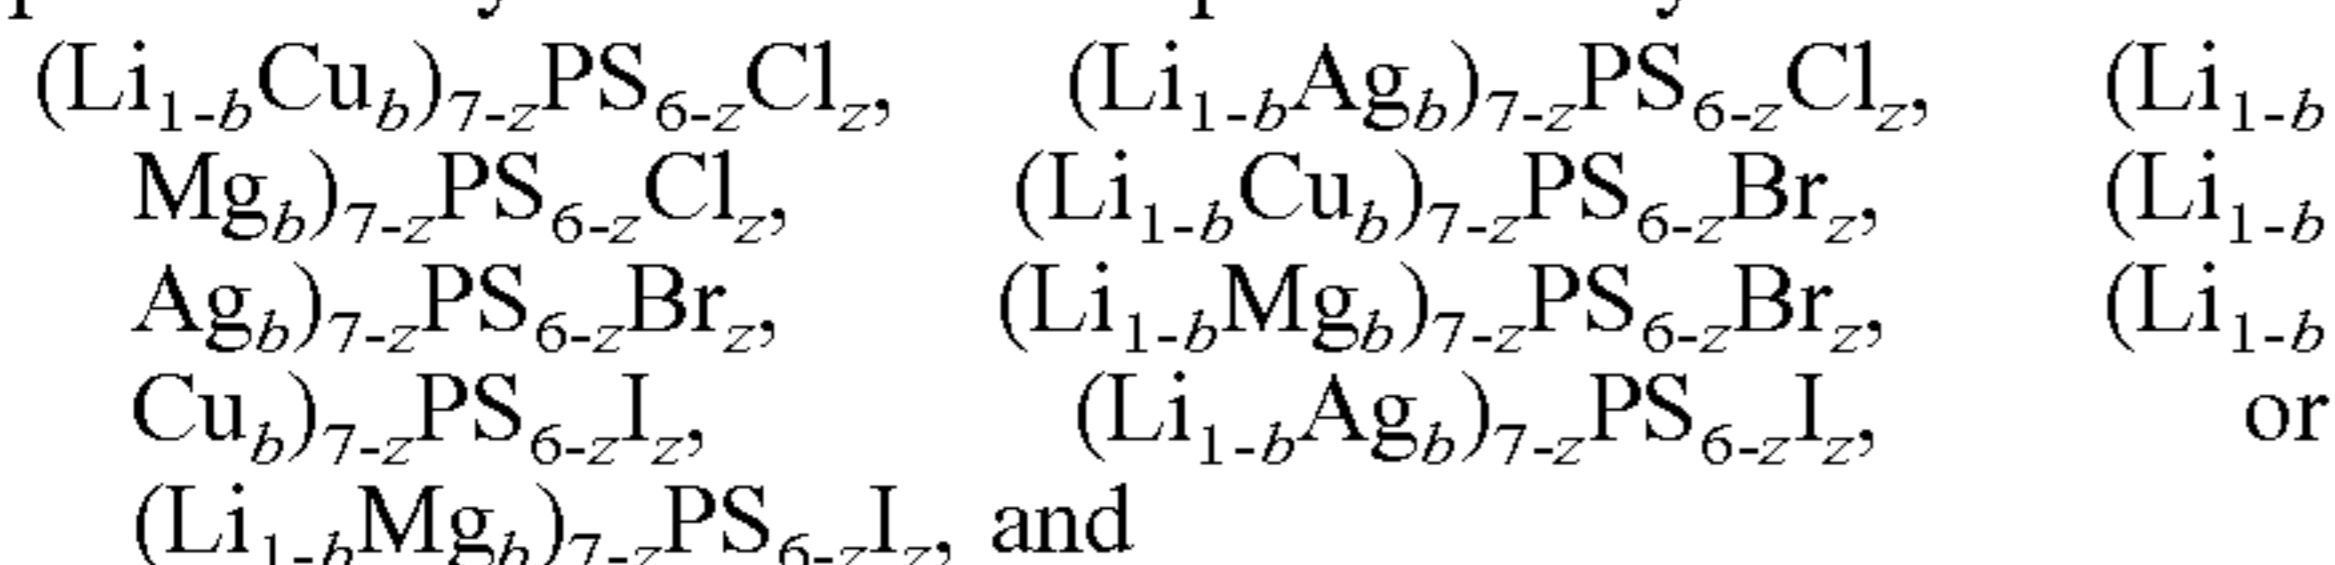 (Li₁₋bCub)₇₋zPS₆₋zClz, (Li₁₋bAgb)₇₋zPS₆₋zClz, (Li₁₋b
Mgb)₇₋zPS₆₋zClz, (Li₁₋bCub)₇₋zPS₆₋zBrz, (Li₁₋b
Agb)₇₋zPS₆₋zBrz, (Li₁₋bMgb)₇₋zPS₆₋zBrz, (Li₁₋b
Cub)₇₋zPS₆₋zIz, (Li₁₋bAgb)₇₋zPS₆₋zIz, or
(Li₁₋bMgb)₇₋zPS₆₋zIz, and